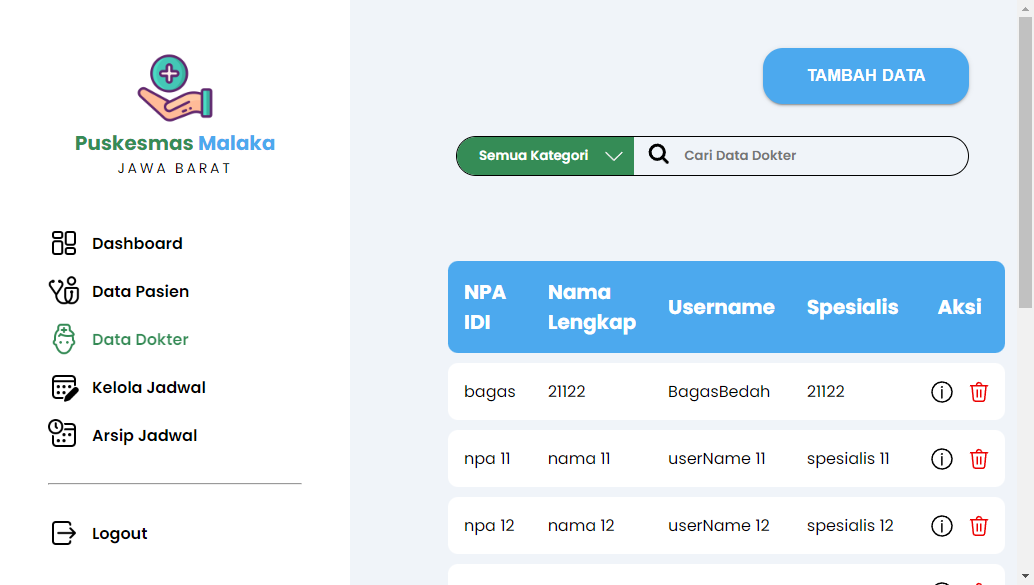 Puskesmas Malaka
JAWA BARAT
Dashboard
Data Pasien
Data Dokter
Kelola Jadwal
Arsip Jadwal
Logout
TAMBAH DATA
Semua Kategori
Cari Data Dokter
NPA IDI Nama Lengkap Username Spesialis Aksi
bagas 21122 BagasBedah 21122
npa 11 nama 11 userName 11 spesialis 11
npa 12 nama 12 userName 12 spesialis 12